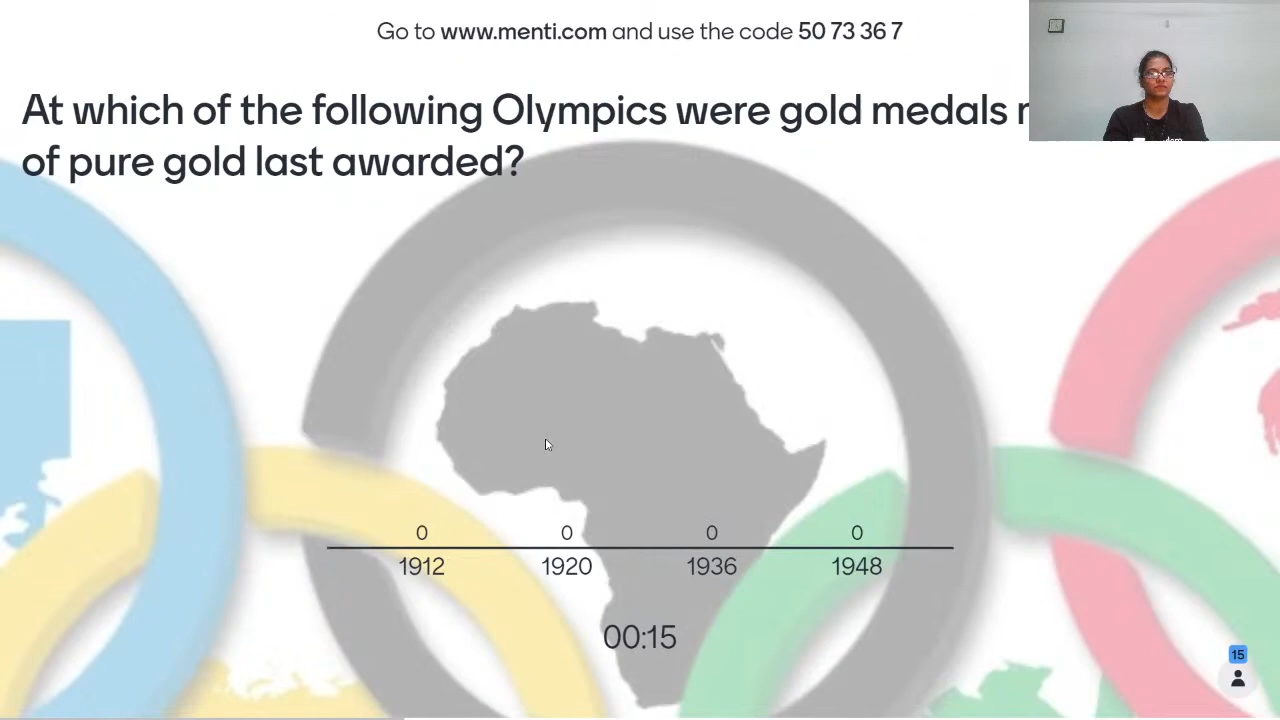 Go to www.menti.com and use the code 50 73 36 7
At which of the following Olympics were gold medals
of pure gold last awarded?
0 0 0 0
1912 1920 1936 1948
00:15
15